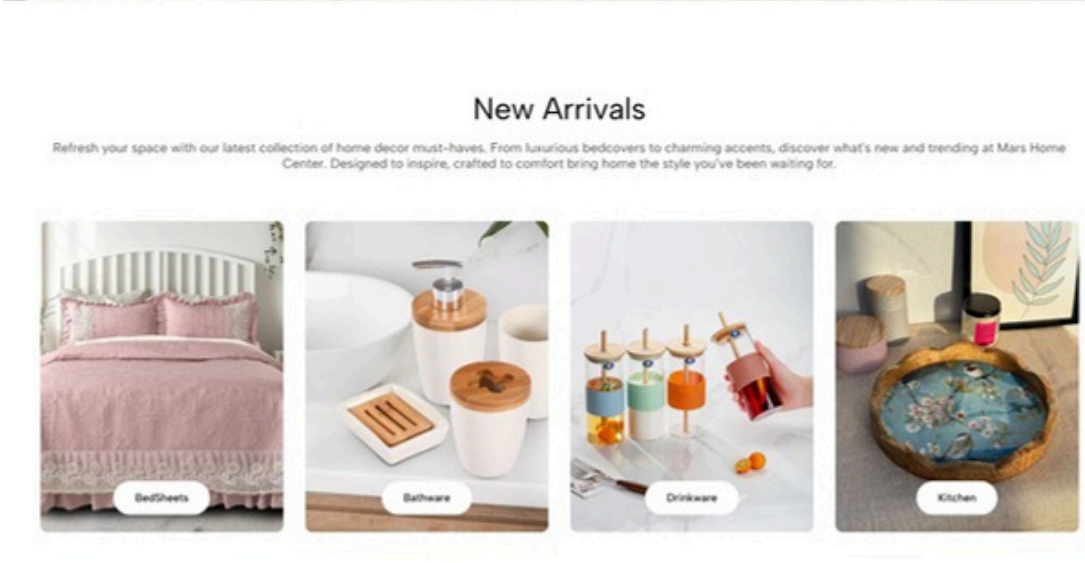 New Arrivals
Refresh your space with our latest collection of home decor must-haves. From luxurious bedcovers to charming accents, discover what's new and trending at Mars Home
Center. Designed to inspire, crafted to comfort bring home the style you've been waiting for.
BedSheets
Bathware
Drinkware
Kitchen